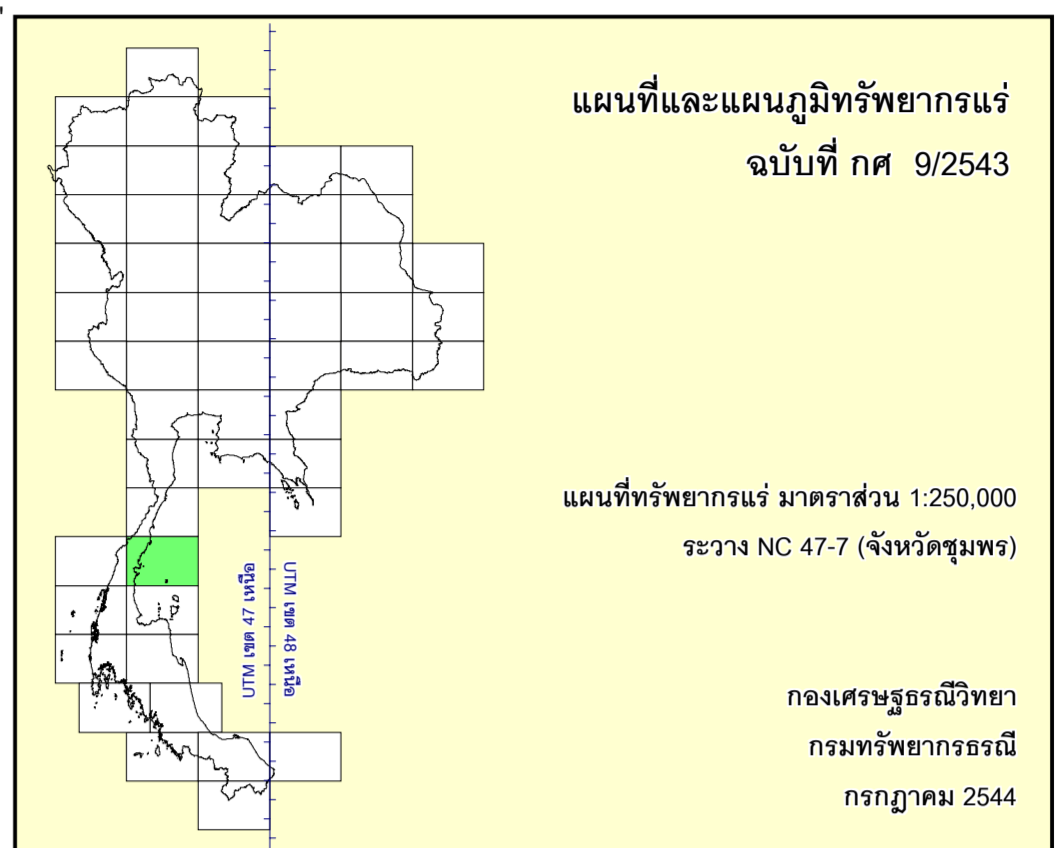 แผนที่และแผนภูมิทรัพยากรแร่
ฉบับที่ กศ 9/2543
แผนที่ทรัพยากรแร่ มาตราส่วน 1:250,000
ระวาง NC 47-7 (จังหวัดชุมพร)
UTM เขต 47 เหนือ
UTM เขต 48 เหนือ
กองเศรษฐธรณีวิทยา
กรมทรัพยากรธรณี
กรกฎาคม 2544